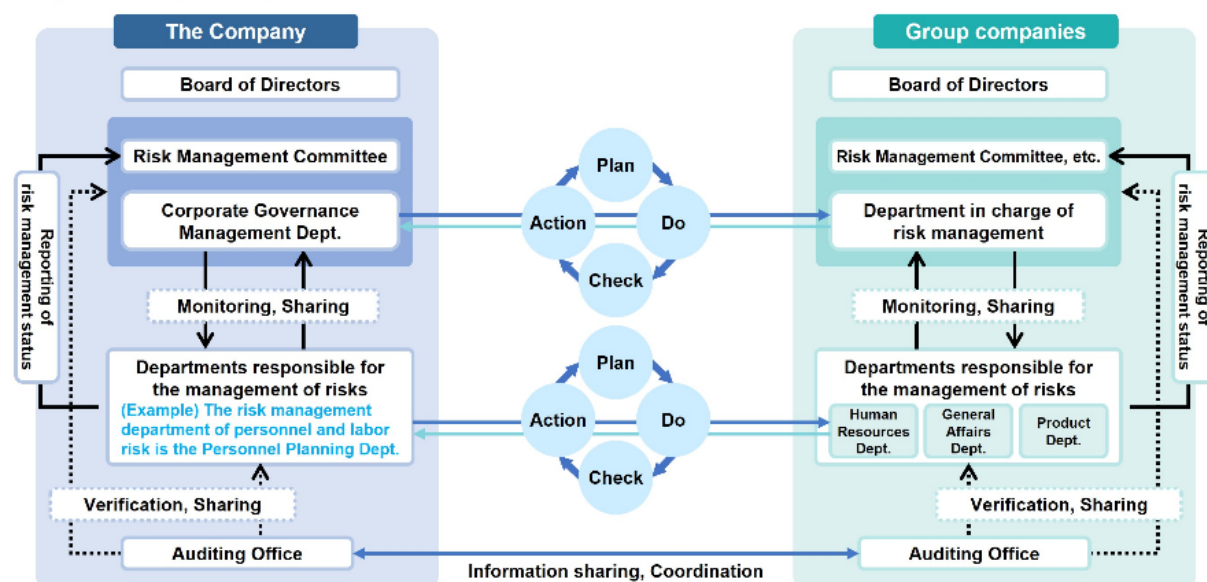 The Company
Board of Directors
Risk Management Committee
Corporate Governance
Management Dept.
Monitoring, Sharing
Reporting of
risk management status
Departments responsible for
the management of risks
(Example) The risk management
department of personnel and labor
risk is the Personnel Planning Dept.
Verification, Sharing
Auditing Office
Plan
Action
Do
Check
Plan
Action
Do
Check
Information sharing, Coordination
Group companies
Board of Directors
Risk Management Committee, etc.
Department in charge of
risk management
Monitoring, Sharing
Reporting of
risk management status
Departments responsible for
the management of risks
Human
Resources
Dept.
General
Affairs
Dept.
Product
Dept.
Verification, Sharing
Auditing Office